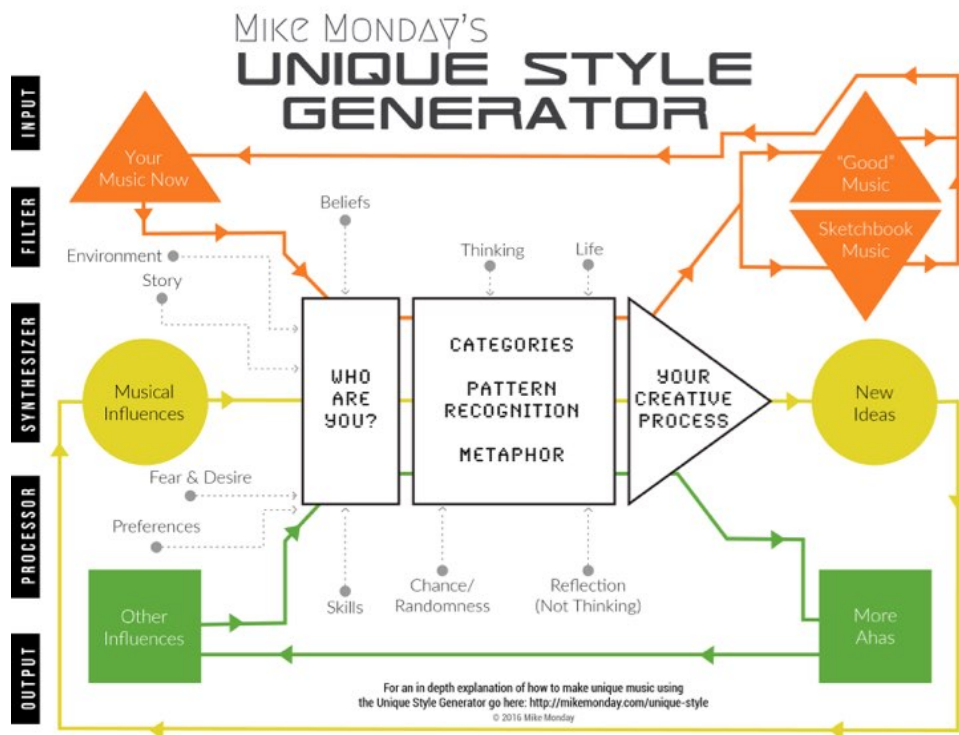 MIKE MONDAY'S
UNIQUE STYLE
GENERATOR
INPUT
FILTER
SYNTHESIZER
PROCESSOR
OUTPUT
Your
Music Now
"Good"
Music
Sketchbook
Music
Beliefs
Environment
Story
Thinking
Life
Musical
Influences
WHO
ARE
YOU?
CATEGORIES
PATTERN
RECOGNITION
METAPHOR
YOUR
CREATIVE
PROCESS
New
Ideas
Fear & Desire
Preferences
Skills
Chance/
Randomness
Reflection
(Not Thinking)
Other
Influences
More
Ahas
For an in depth explanation of how to make unique music using
the Unique Style Generator go here: http://mikemonday.com/unique-style
© 2016 Mike Monday